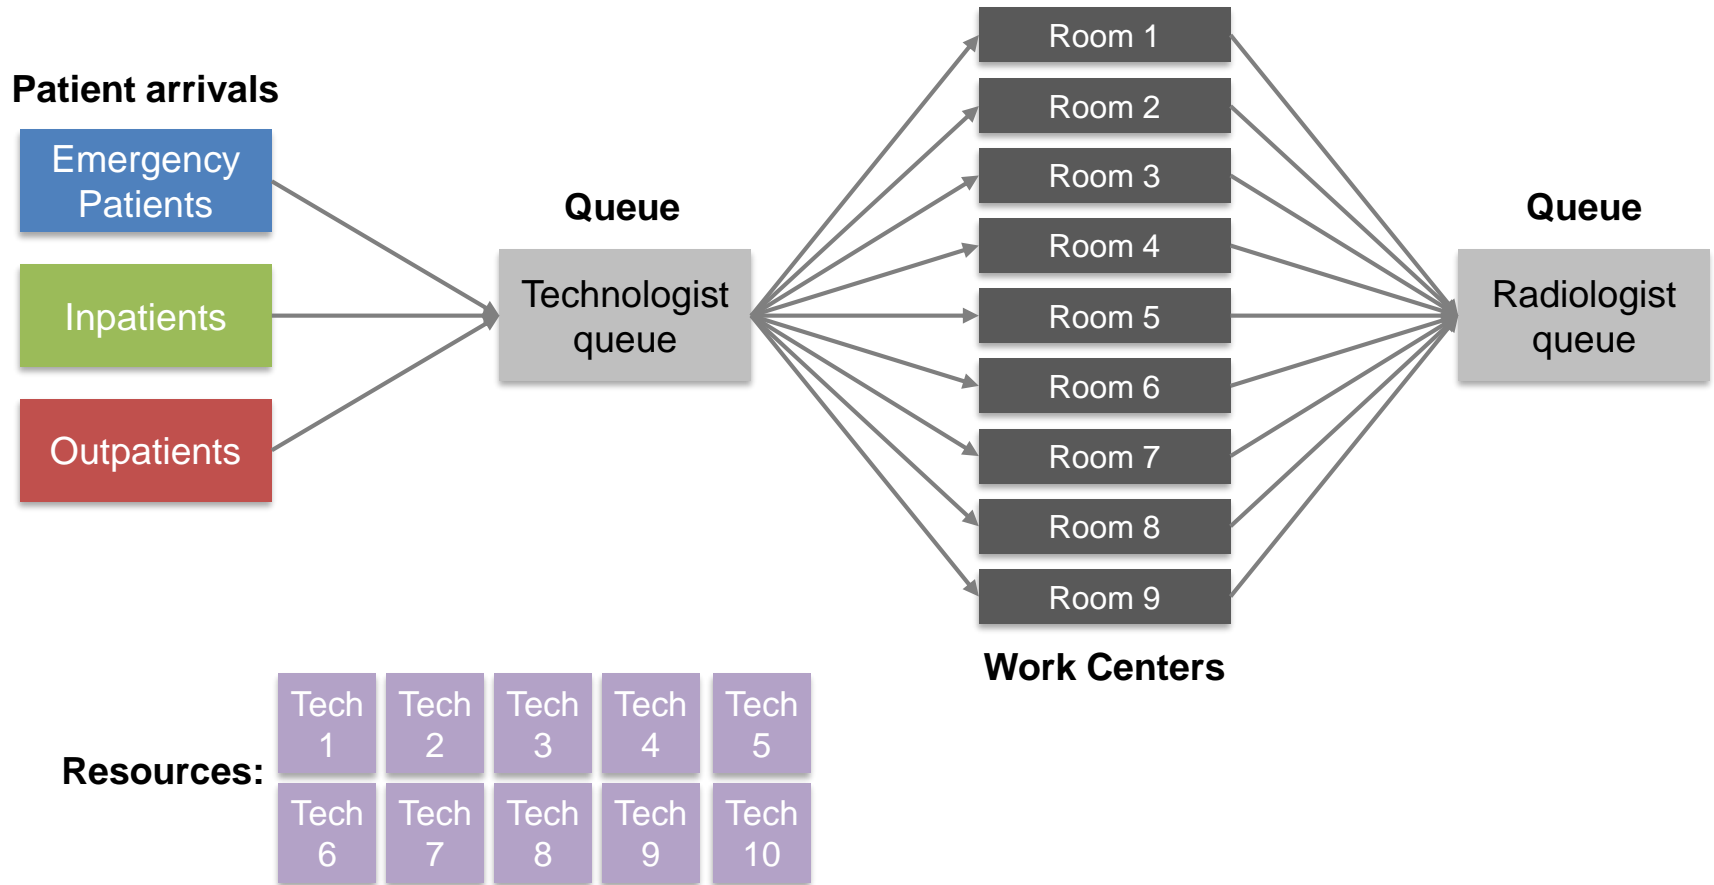 Patient arrivals
Emergency
Patients
Inpatients
Outpatients
Queue
Technologist
queue
Room 1
Room 2
Room 3
Room 4
Room 5
Room 6
Room 7
Room 8
Room 9
Work Centers
Queue
Radiologist
queue
Resources:
Tech
1
Tech
2
Tech
3
Tech
4
Tech
5
Tech
6
Tech
7
Tech
8
Tech
9
Tech
10